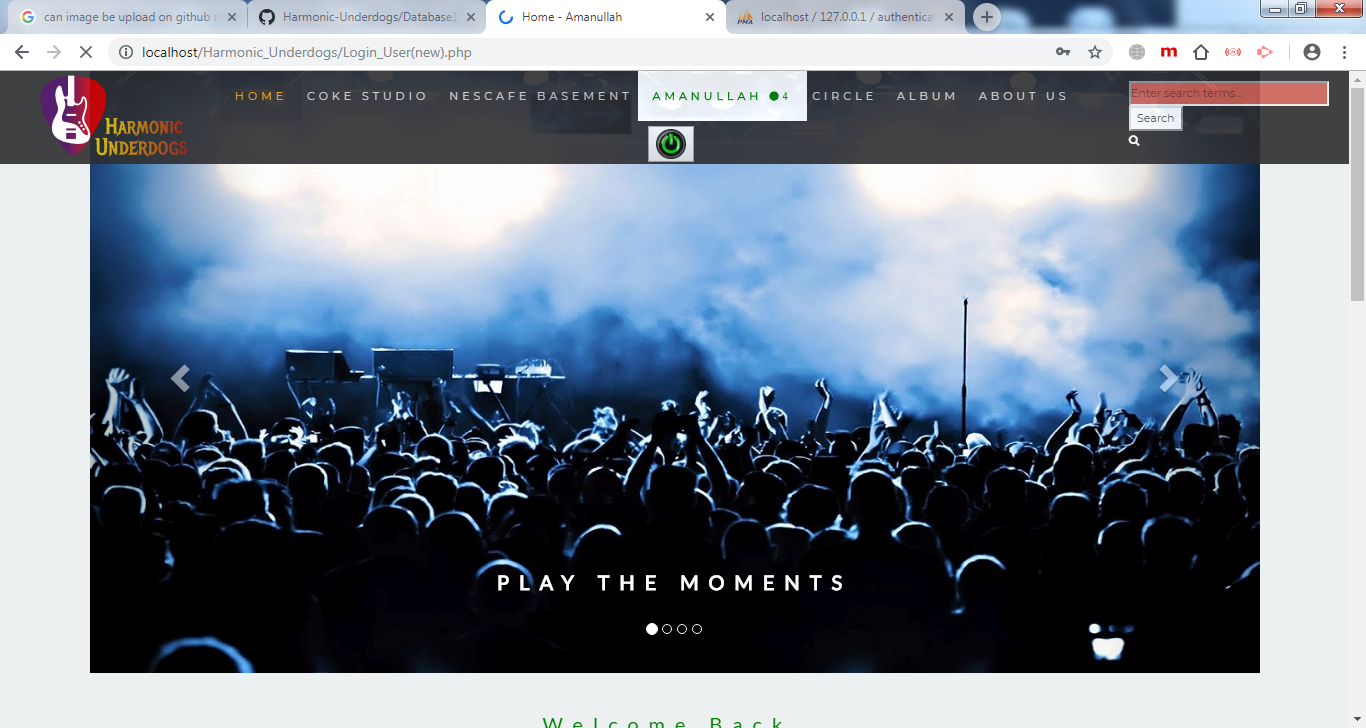 can image be upload on github
Harmonic-Underdogs/Database
Home - Amanullah
localhost / 127.0.0.1 / authentica
localhost/Harmonic_Underdogs/Login_User(new).php
HARMONIC
UNDERDOGS
HOME
COKE STUDIO
NESCAFE BASEMENT
AMANULLAH ●4
CIRCLE
ALBUM
ABOUT US
Enter search terms...
Search
PLAY THE MOMENTS
Welcome Back